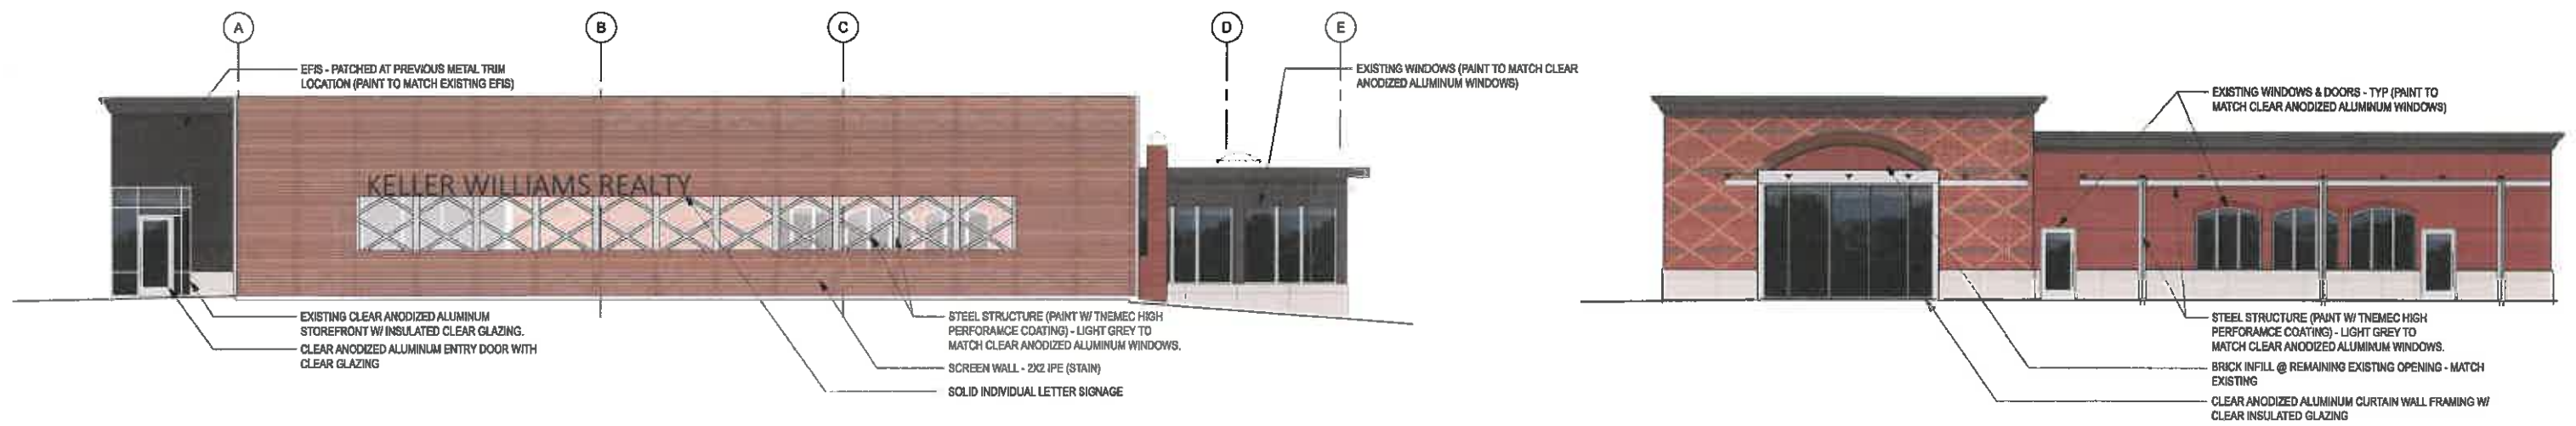 A
B
C
D
E
EFIS - PATCHED AT PREVIOUS METAL TRIM
LOCATION (PAINT TO MATCH EXISTING EFIS)
EXISTING WINDOWS (PAINT TO MATCH CLEAR
ANODIZED ALUMINUM WINDOWS)
KELLER WILLIAMS REALTY
EXISTING CLEAR ANODIZED ALUMINUM
STOREFRONT W/ INSULATED CLEAR GLAZING.
CLEAR ANODIZED ALUMINUM ENTRY DOOR WITH
CLEAR GLAZING
STEEL STRUCTURE (PAINT W/ TNEMEC HIGH
PERFORAMCE COATING) - LIGHT GREY TO
MATCH CLEAR ANODIZED ALUMINUM WINDOWS.
SCREEN WALL - 2X2 IPE (STAIN)
SOLID INDIVIDUAL LETTER SIGNAGE
EXISTING WINDOWS & DOORS - TYP (PAINT TO
MATCH CLEAR ANODIZED ALUMINUM WINDOWS)
STEEL STRUCTURE (PAINT W/ TNEMEC HIGH
PERFORAMCE COATING) - LIGHT GREY TO
MATCH CLEAR ANODIZED ALUMINUM WINDOWS.
BRICK INFILL @ REMAINING EXISTING OPENING - MATCH
EXISTING
CLEAR ANODIZED ALUMINUM CURTAIN WALL FRAMING W/
CLEAR INSULATED GLAZING